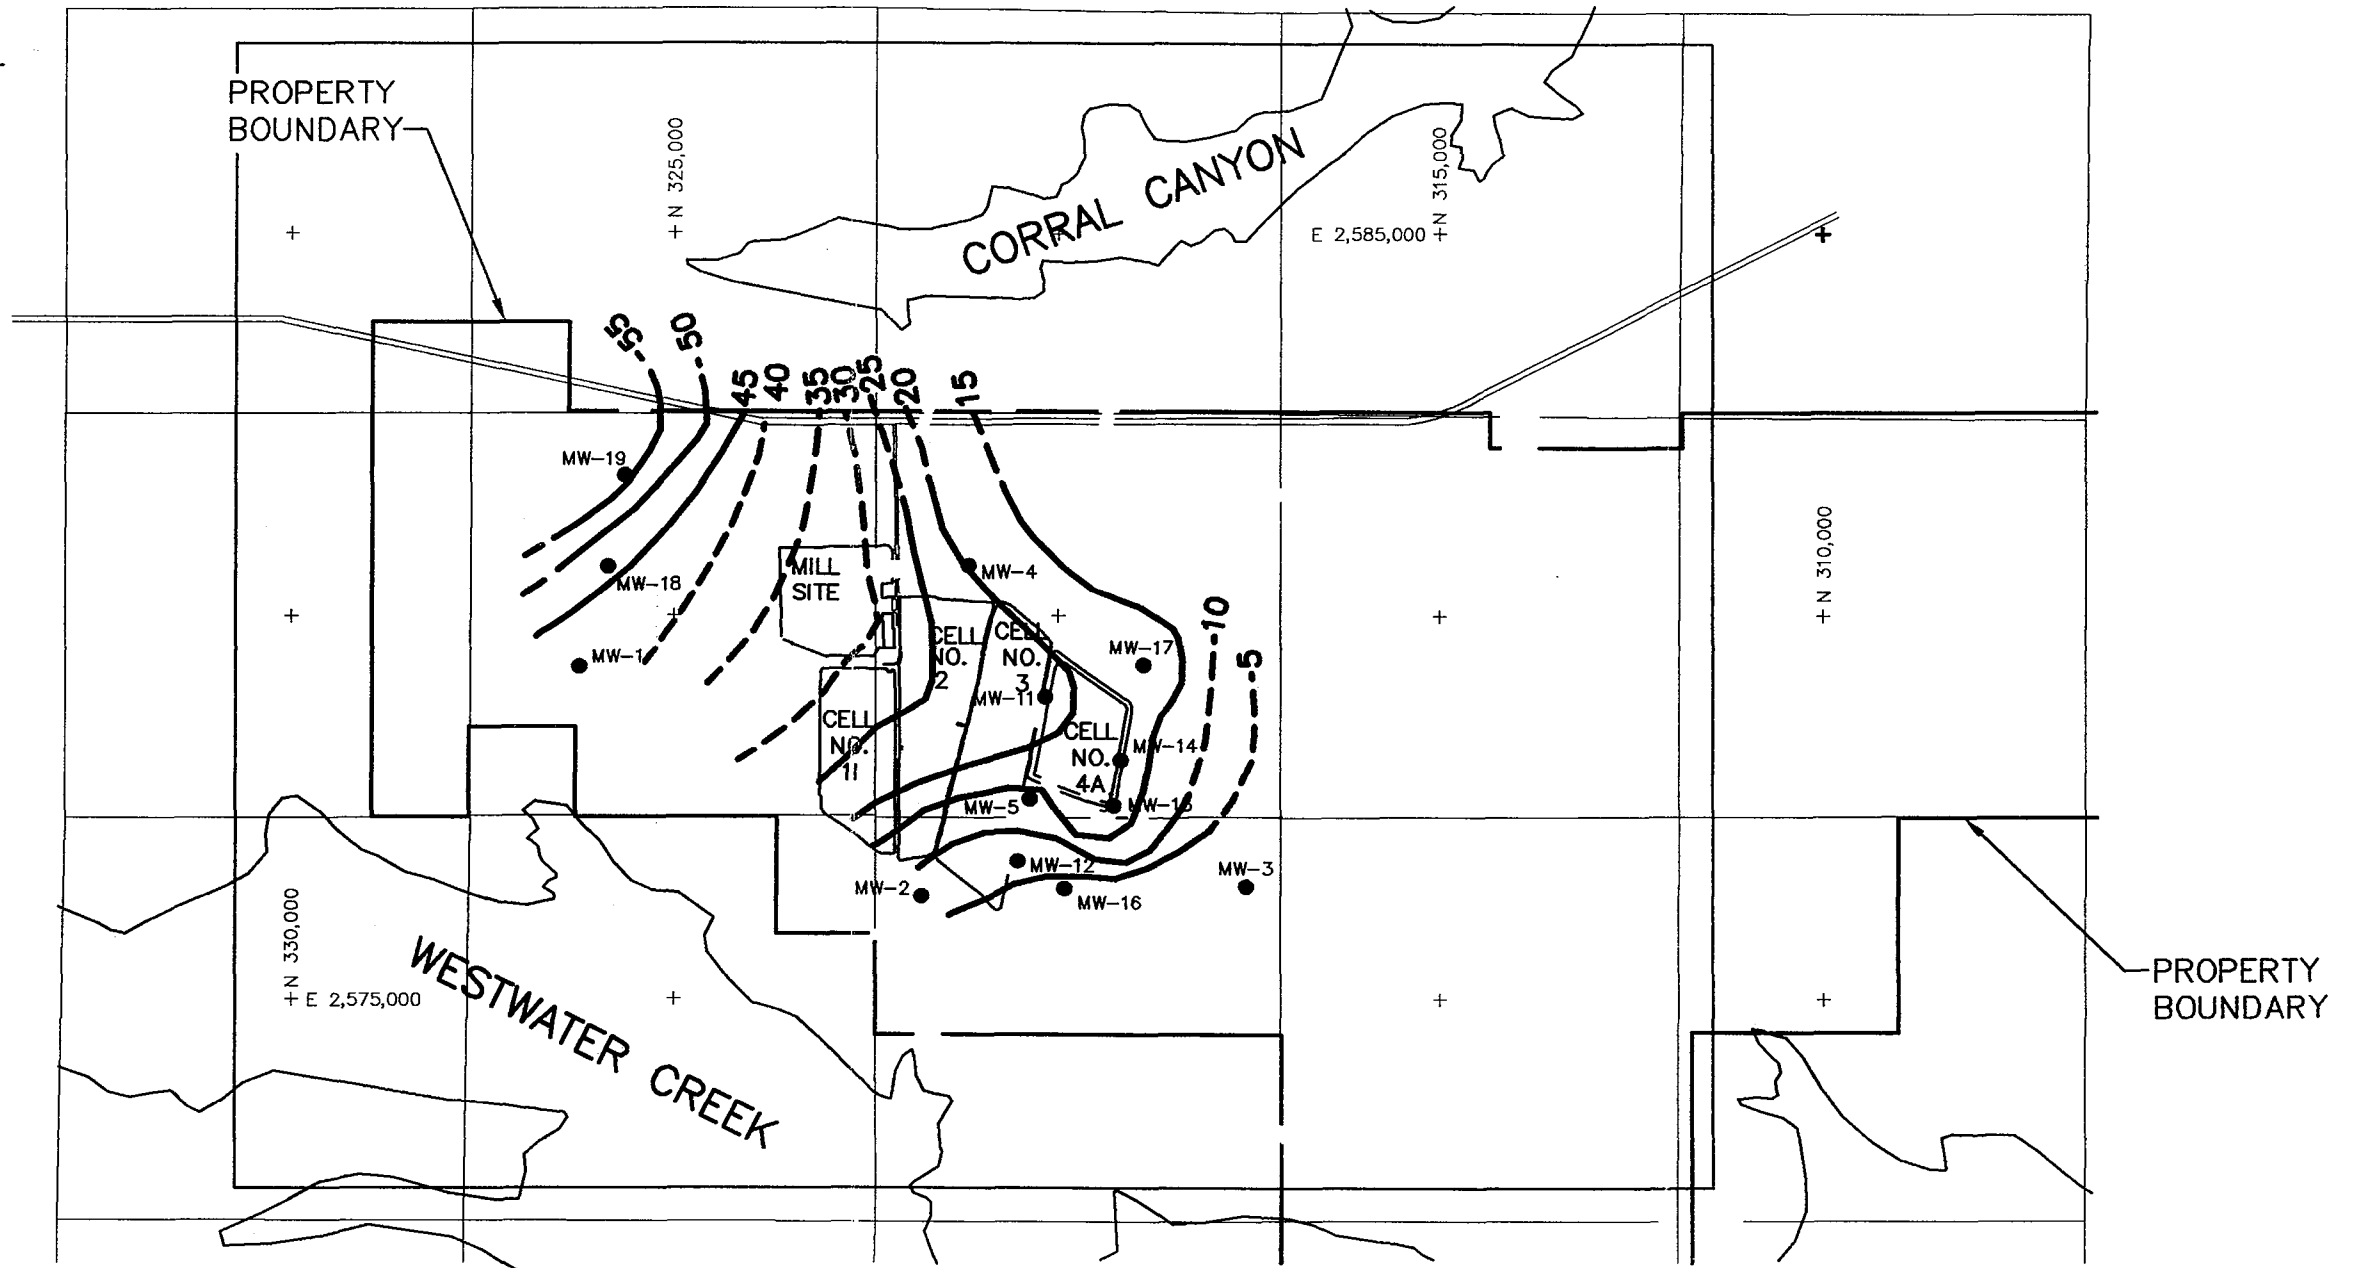 PROPERTY
BOUNDARY
N 325,000
CORRAL CANYON
N 315,000
E 2,585,000
55
50
45
40
35
30
25
20
15
MW-19
N 310,000
MILL
SITE
MW-4
MW-18
10
CELL
NO.
2
CELL
NO.
3
MW-17
5
MW-1
MW-11
CELL
NO.
1I
CELL
NO.
4A
MW-14
MW-5
MW-15
MW-12
MW-3
MW-2
MW-16
N 330,000
E 2,575,000
WESTWATER CREEK
PROPERTY
BOUNDARY